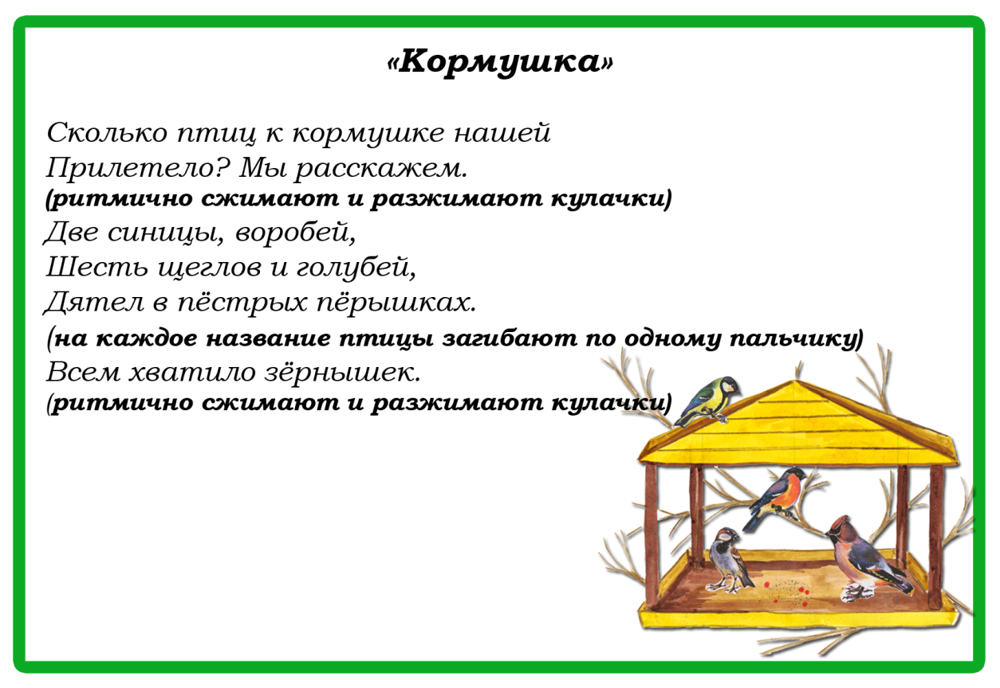 «Кормушка»
Сколько птиц к кормушке нашей
Прилетело? Мы расскажем.
(ритмично сжимают и разжимают кулачки)
Две синицы, воробей,
Шесть щеглов и голубей,
Дятел в пёстрых пёрышках.
(на каждое название птицы загибают по одному пальчику)
Всем хватило зёрнышек.
(ритмично сжимают и разжимают кулачки)